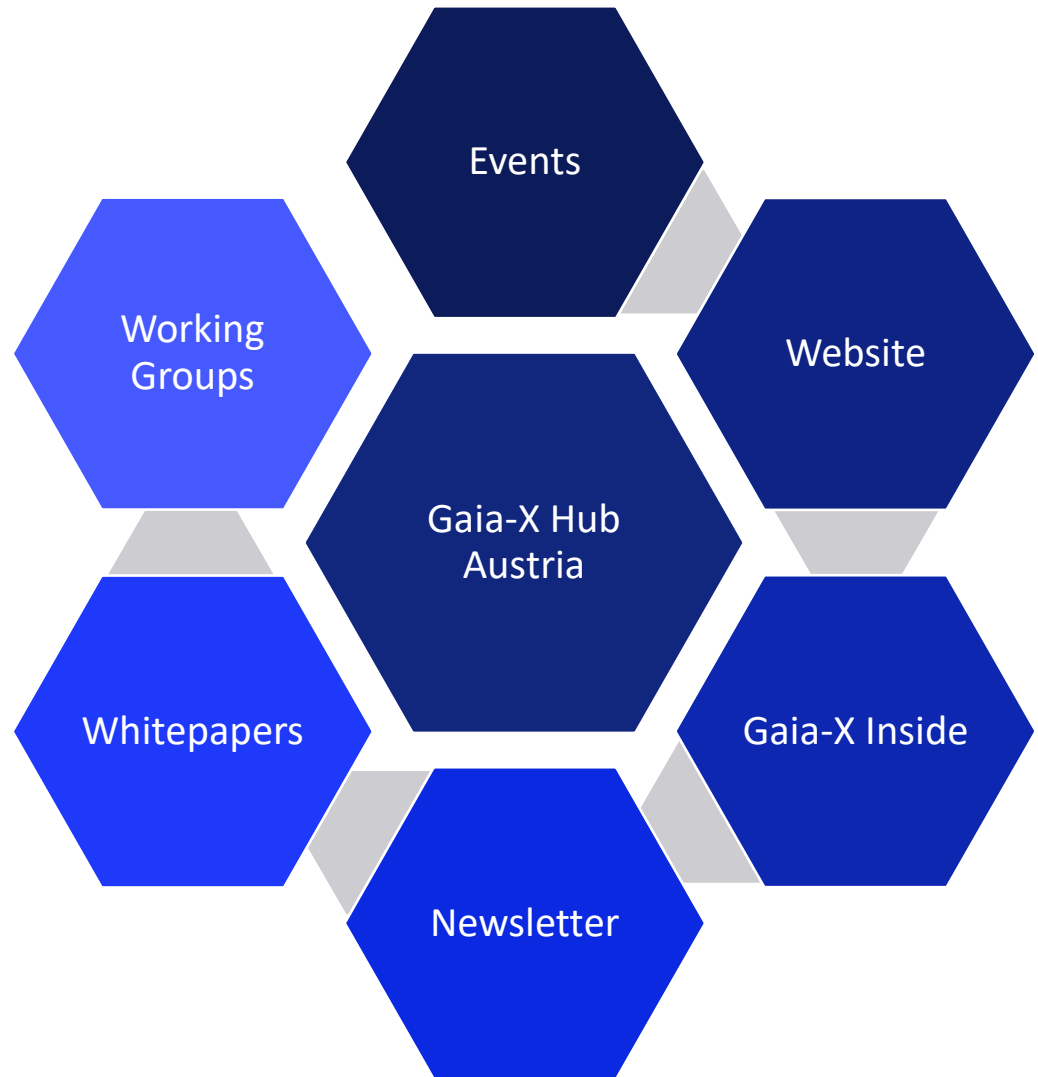 Events
Website
Working
Groups
Gaia-X Hub
Austria
Whitepapers
Gaia-X Inside
Newsletter